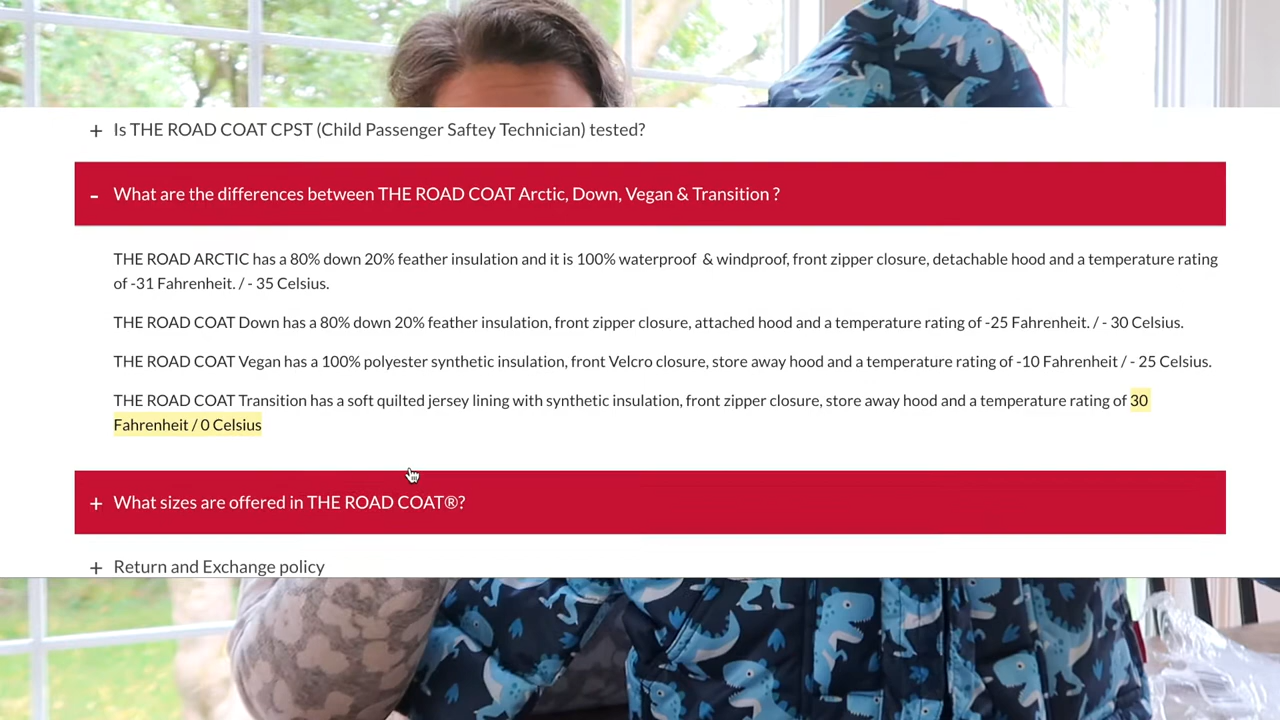 + Is THE ROAD COAT CPST (Child Passenger Saftey Technician) tested?
- What are the differences between THE ROAD COAT Arctic, Down, Vegan & Transition ?
THE ROAD ARCTIC has a 80% down 20% feather insulation and it is 100% waterproof & windproof, front zipper closure, detachable hood and a temperature rating
of -31 Fahrenheit. / - 35 Celsius.
THE ROAD COAT Down has a 80% down 20% feather insulation, front zipper closure, attached hood and a temperature rating of -25 Fahrenheit. / - 30 Celsius.
THE ROAD COAT Vegan has a 100% polyester synthetic insulation, front Velcro closure, store away hood and a temperature rating of -10 Fahrenheit / - 25 Celsius.
THE ROAD COAT Transition has a soft quilted jersey lining with synthetic insulation, front zipper closure, store away hood and a temperature rating of 30
Fahrenheit / 0 Celsius
+ What sizes are offered in THE ROAD COAT®?
+ Return and Exchange policy